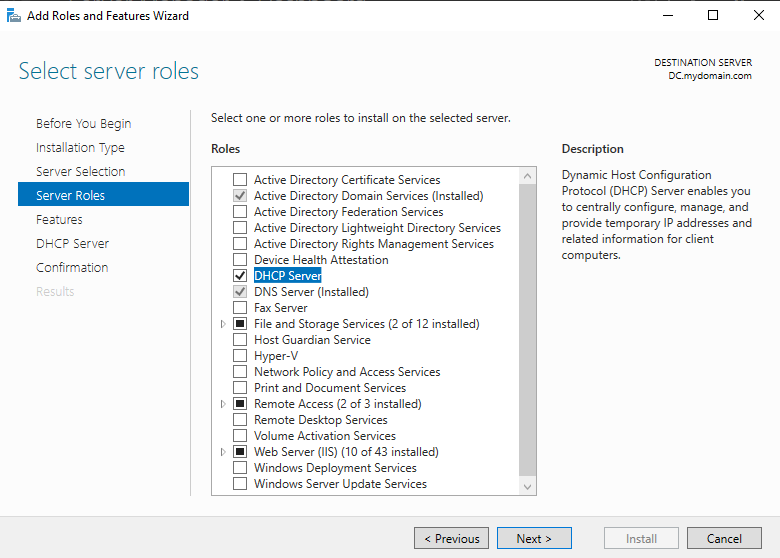 Add Roles and Features Wizard
Select server roles
DESTINATION SERVER
DC.mydomain.com
Before You Begin
Installation Type
Server Selection
Server Roles
Features
DHCP Server
Confirmation
Results
Select one or more roles to install on the selected server.
Roles
Active Directory Certificate Services
Active Directory Domain Services (Installed)
Active Directory Federation Services
Active Directory Lightweight Directory Services
Active Directory Rights Management Services
Device Health Attestation
DHCP Server
DNS Server (Installed)
Fax Server
File and Storage Services (2 of 12 installed)
Host Guardian Service
Hyper-V
Network Policy and Access Services
Print and Document Services
Remote Access (2 of 3 installed)
Remote Desktop Services
Volume Activation Services
Web Server (IIS) (10 of 43 installed)
Windows Deployment Services
Windows Server Update Services
Description
Dynamic Host Configuration
Protocol (DHCP) Server enables you
to centrally configure, manage, and
provide temporary IP addresses and
related information for client
computers.
< Previous
Next >
Install
Cancel